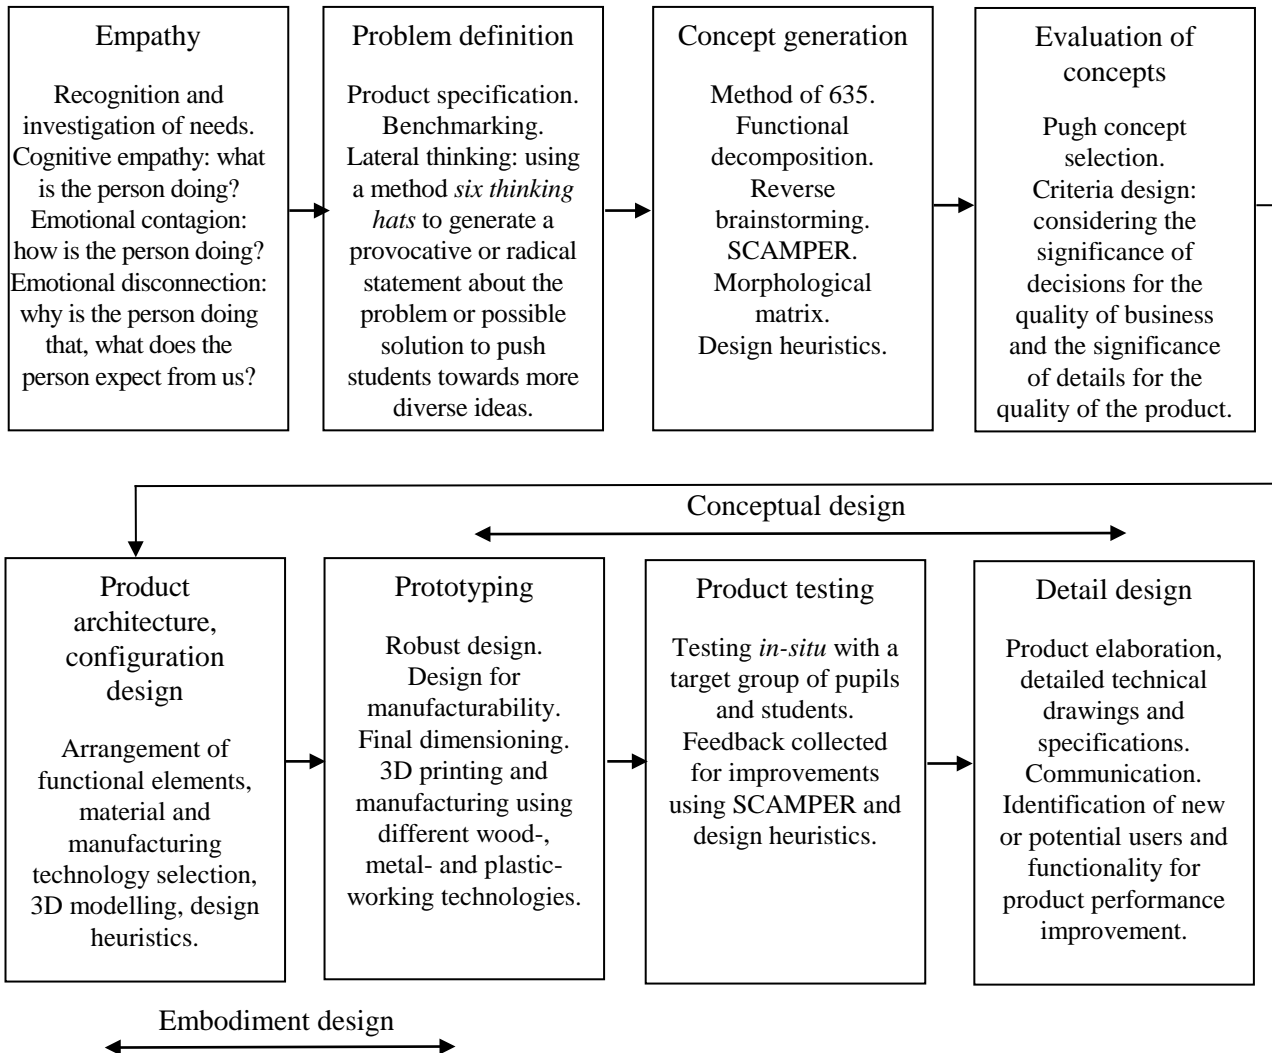 Empathy
Recognition and
investigation of needs.
Cognitive empathy: what
is the person doing?
Emotional contagion:
how is the person doing?
Emotional disconnection:
why is the person doing
that, what does the
person expect from us?
Problem definition
Product specification.
Benchmarking.
Lateral thinking: using
a method six thinking
hats to generate a
provocative or radical
statement about the
problem or possible
solution to push
students towards more
diverse ideas.
Concept generation
Method of 635.
Functional
decomposition.
Reverse
brainstorming.
SCAMPER.
Morphological
matrix.
Design heuristics.
Evaluation of
concepts
Pugh concept
selection.
Criteria design:
considering the
significance of
decisions for the
quality of business
and the significance
of details for the
quality of the product.
Conceptual design
Product
architecture,
configuration
design
Arrangement of
functional elements,
material and
manufacturing
technology selection,
3D modelling, design
heuristics.
Prototyping
Robust design.
Design for
manufacturability.
Final dimensioning.
3D printing and
manufacturing using
different wood-,
metal- and plastic-
working technologies.
Product testing
Testing in-situ with a
target group of pupils
and students.
Feedback collected
for improvements
using SCAMPER and
design heuristics.
Detail design
Product elaboration,
detailed technical
drawings and
specifications.
Communication.
Identification of new
or potential users and
functionality for
product performance
improvement.
Embodiment design